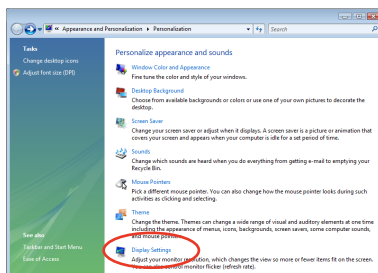 « Appearance and Personalization ▸ Personalization
Search
Tasks
Change desktop icons
Adjust font size (DPI)
See also
Taskbar and Start Menu
Ease of Access
Personalize appearance and sounds
Window Color and Appearance
Fine tune the color and style of your windows.
Desktop Background
Choose from available backgrounds or colors or use one of your own pictures to decorate the
desktop.
Screen Saver
Change your screen saver or adjust when it displays. A screen saver is a picture or animation that
covers your screen and appears when your computer is idle for a set period of time.
Sounds
Change which sounds are heard when you do everything from getting e-mail to emptying your
Recycle Bin.
Mouse Pointers
Pick a different mouse pointer. You can also change how the mouse pointer looks during such
activities as clicking and selecting.
Theme
Change the theme. Themes can change a wide range of visual and auditory elements at one time
including the appearance of menus, icons, backgrounds, screen savers, some computer sounds,
and mouse pointers.
Display Settings
Adjust your monitor resolution, which changes the view so more or fewer items fit on the screen.
You can also control monitor flicker (refresh rate).